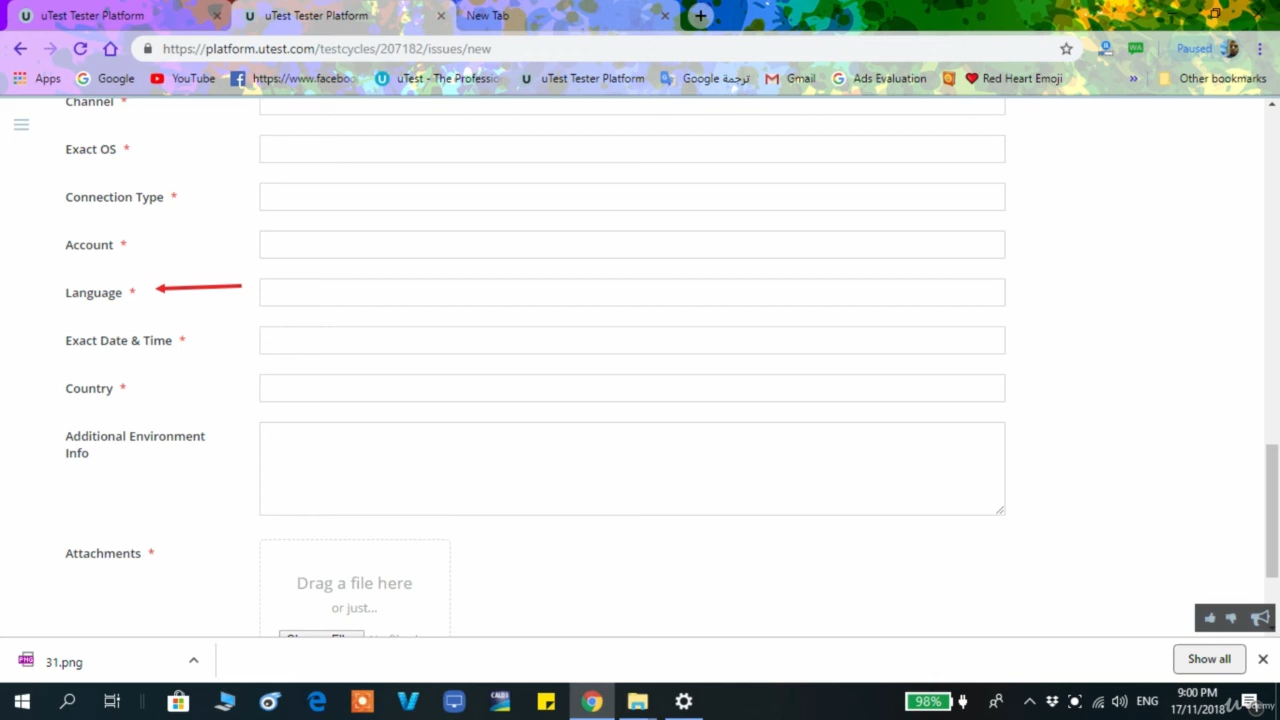 uTest Tester Platform
uTest Tester Platform
New Tab
https://platform.utest.com/testcycles/207182/issues/new
WA
Paused
Apps
Google
YouTube
https://www.faceboo
uTest - The Professio
uTest Tester Platform
ترجمة Google
Gmail
Ads Evaluation
Red Heart Emoji
»
Other bookmarks
Channel *
Exact OS *
Connection Type *
Account *
Language *
Exact Date & Time *
Country *
Additional Environment
Info
Attachments *
Drag a file here
or just...
31.png
Show all
98%
ENG
9:00 PM
17/11/2018